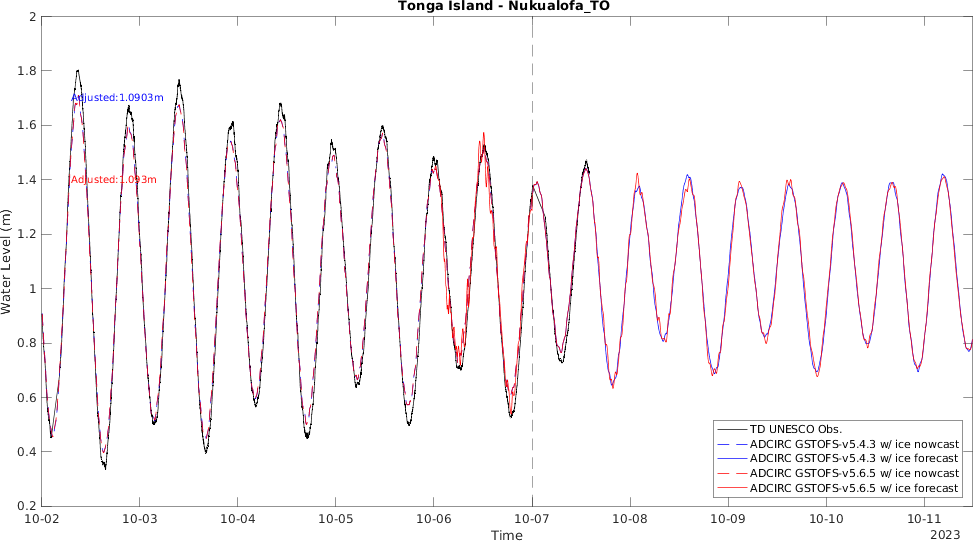 Tonga Island - Nukualofa_TO
2
1.8
1.6
1.4
1.2
1
0.8
0.6
0.4
0.2
Water Level (m)
Adjusted:1.0903m
Adjusted:1.093m
TD UNESCO Obs.
ADCIRC GSTOFS-v5.4.3 w/ ice nowcast
ADCIRC GSTOFS-v5.4.3 w/ ice forecast
ADCIRC GSTOFS-v5.6.5 w/ ice nowcast
ADCIRC GSTOFS-v5.6.5 w/ ice forecast
10-02 10-03 10-04 10-05 10-06 10-07 10-08 10-09 10-10 10-11
Time
2023